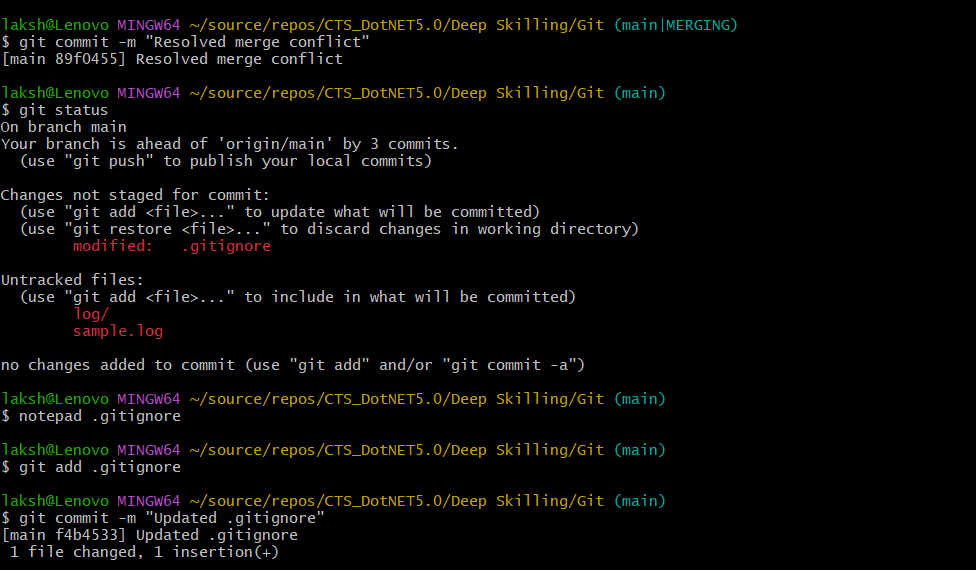 laksh@Lenovo MINGW64 ~/source/repos/CTS_DotNET5.0/Deep Skilling/Git (main|MERGING)
$ git commit -m "Resolved merge conflict"
[main 89f0455] Resolved merge conflict

laksh@Lenovo MINGW64 ~/source/repos/CTS_DotNET5.0/Deep Skilling/Git (main)
$ git status
On branch main
Your branch is ahead of 'origin/main' by 3 commits.
  (use "git push" to publish your local commits)

Changes not staged for commit:
  (use "git add <file>..." to update what will be committed)
  (use "git restore <file>..." to discard changes in working directory)
        modified:   .gitignore

Untracked files:
  (use "git add <file>..." to include in what will be committed)
        log/
        sample.log

no changes added to commit (use "git add" and/or "git commit -a")

laksh@Lenovo MINGW64 ~/source/repos/CTS_DotNET5.0/Deep Skilling/Git (main)
$ notepad .gitignore

laksh@Lenovo MINGW64 ~/source/repos/CTS_DotNET5.0/Deep Skilling/Git (main)
$ git add .gitignore

laksh@Lenovo MINGW64 ~/source/repos/CTS_DotNET5.0/Deep Skilling/Git (main)
$ git commit -m "Updated .gitignore"
[main f4b4533] Updated .gitignore
 1 file changed, 1 insertion(+)